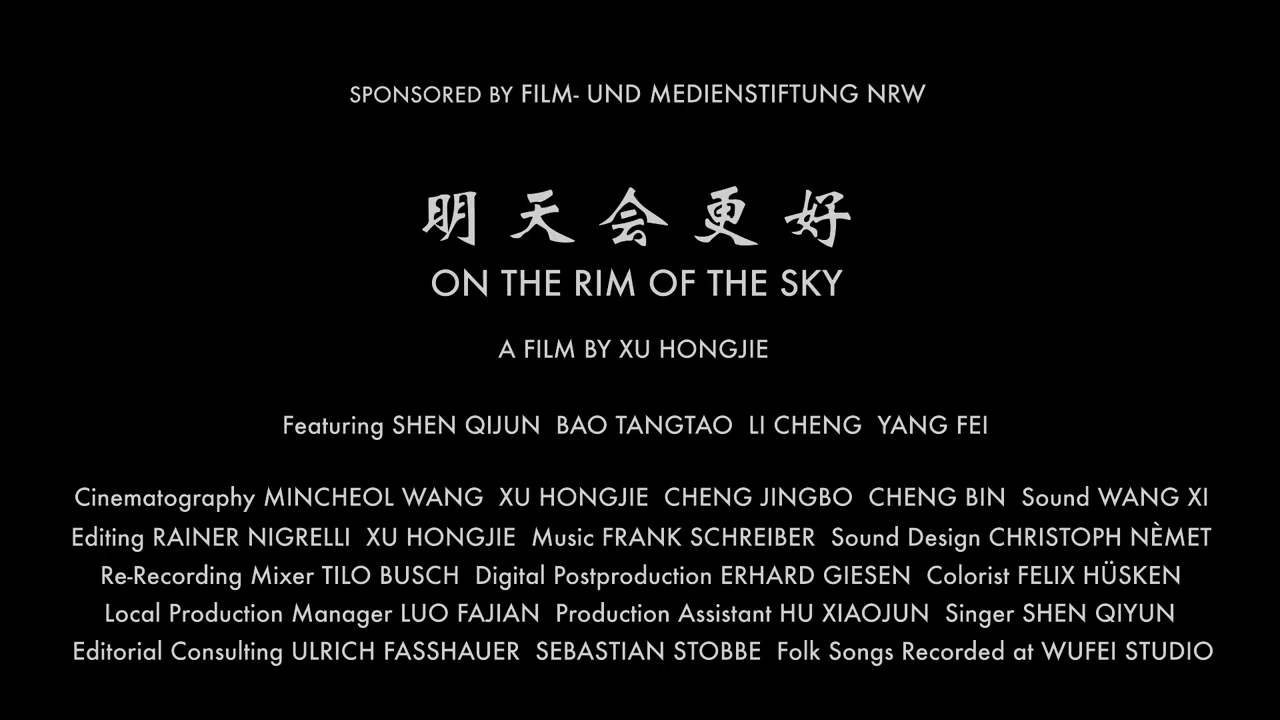 SPONSORED BY FILM- UND MEDIENSTIFTUNG NRW
明天会更好
ON THE RIM OF THE SKY
A FILM BY XU HONGJIE
Featuring SHEN QIJUN BAO TANGTAO LI CHENG YANG FEI
Cinematography MINCHEOL WANG XU HONGJIE CHENG JINGBO CHENG BIN Sound WANG XI
Editing RAINER NIGRELLI XU HONGJIE Music FRANK SCHREIBER Sound Design CHRISTOPH NÈMET
Re-Recording Mixer TILO BUSCH Digital Postproduction ERHARD GIESEN Colorist FELIX HÜSKEN
Local Production Manager LUO FAJIAN Production Assistant HU XIAOJUN Singer SHEN QIYUN
Editorial Consulting ULRICH FASSHAUER SEBASTIAN STOBBE Folk Songs Recorded at WUFEI STUDIO